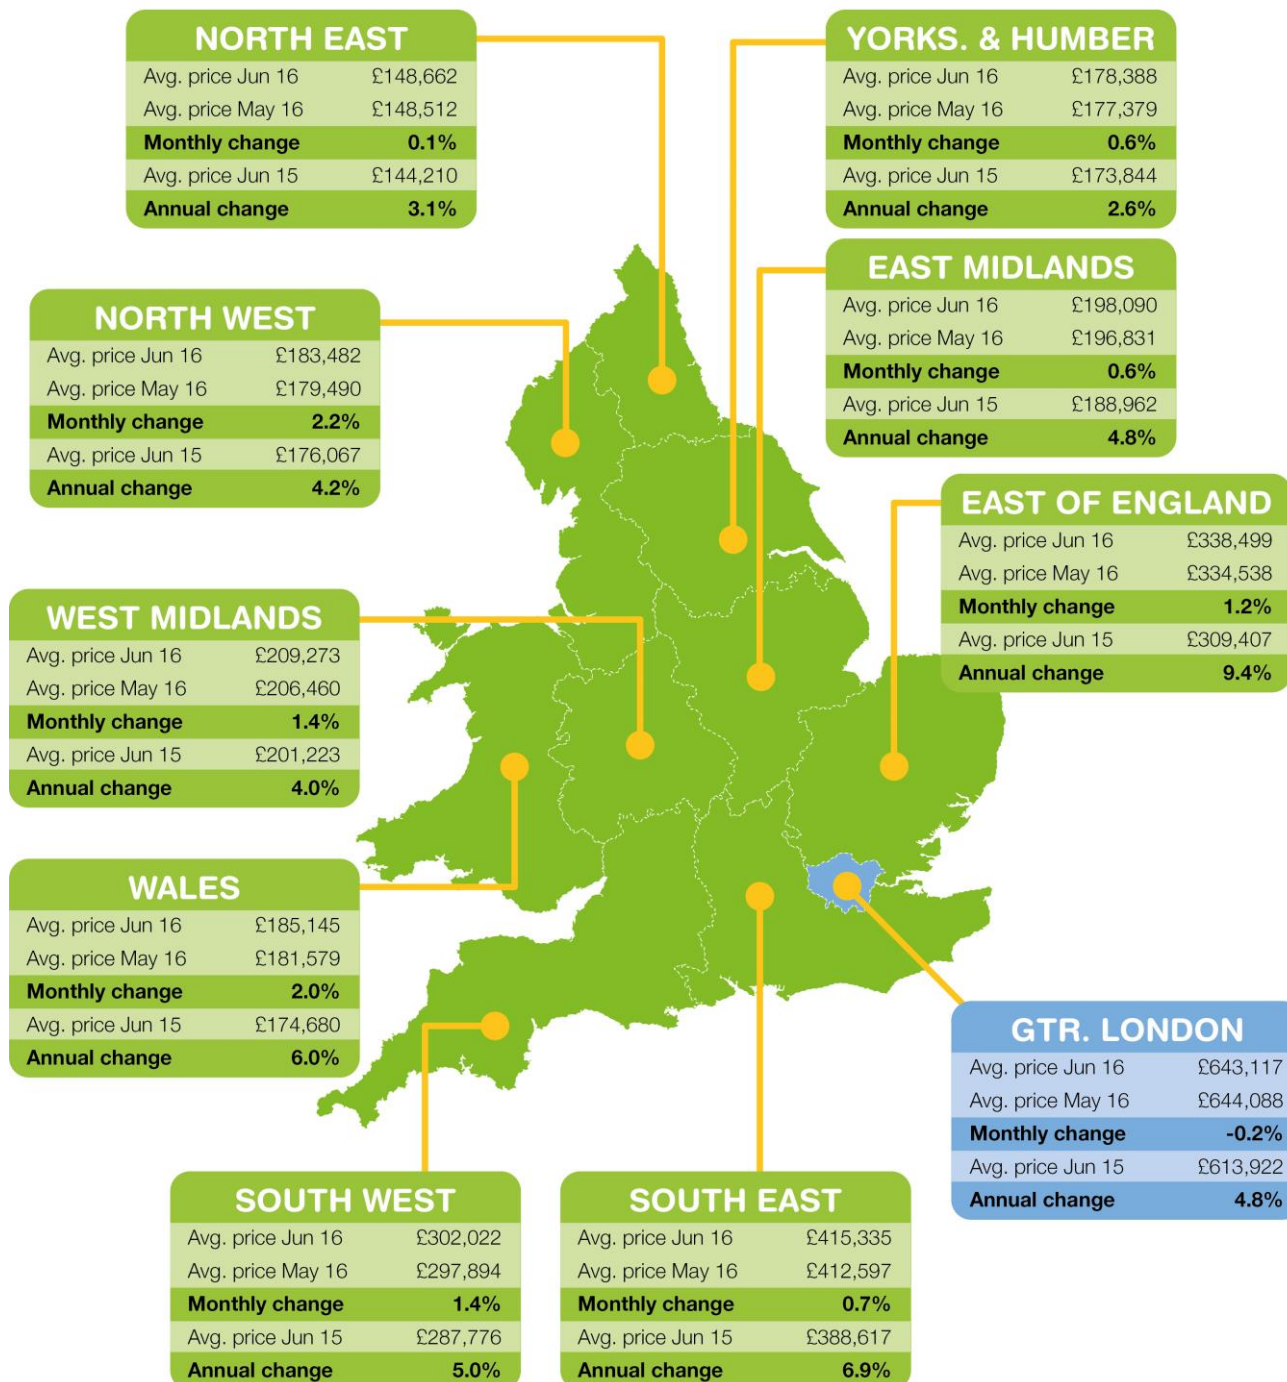 NORTH EAST
Avg. price Jun 16 £148,662
Avg. price May 16 £148,512
Monthly change 0.1%
Avg. price Jun 15 £144,210
Annual change 3.1%
YORKS. & HUMBER
Avg. price Jun 16 £178,388
Avg. price May 16 £177,379
Monthly change 0.6%
Avg. price Jun 15 £173,844
Annual change 2.6%
EAST MIDLANDS
Avg. price Jun 16 £198,090
Avg. price May 16 £196,831
Monthly change 0.6%
Avg. price Jun 15 £188,962
Annual change 4.8%
NORTH WEST
Avg. price Jun 16 £183,482
Avg. price May 16 £179,490
Monthly change 2.2%
Avg. price Jun 15 £176,067
Annual change 4.2%
EAST OF ENGLAND
Avg. price Jun 16 £338,499
Avg. price May 16 £334,538
Monthly change 1.2%
Avg. price Jun 15 £309,407
Annual change 9.4%
WEST MIDLANDS
Avg. price Jun 16 £209,273
Avg. price May 16 £206,460
Monthly change 1.4%
Avg. price Jun 15 £201,223
Annual change 4.0%
WALES
Avg. price Jun 16 £185,145
Avg. price May 16 £181,579
Monthly change 2.0%
Avg. price Jun 15 £174,680
Annual change 6.0%
GTR. LONDON
Avg. price Jun 16 £643,117
Avg. price May 16 £644,088
Monthly change -0.2%
Avg. price Jun 15 £613,922
Annual change 4.8%
SOUTH WEST
Avg. price Jun 16 £302,022
Avg. price May 16 £297,894
Monthly change 1.4%
Avg. price Jun 15 £287,776
Annual change 5.0%
SOUTH EAST
Avg. price Jun 16 £415,335
Avg. price May 16 £412,597
Monthly change 0.7%
Avg. price Jun 15 £388,617
Annual change 6.9%